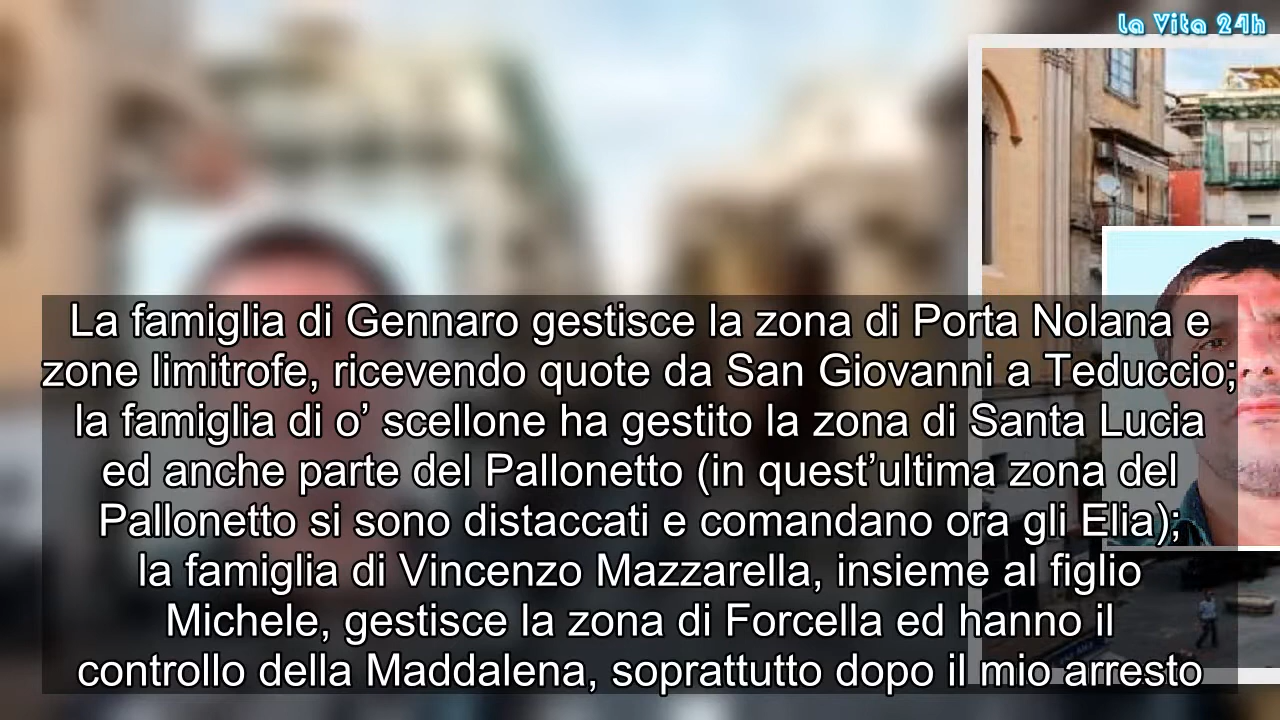 La Vita 24h
La famiglia di Gennaro gestisce la zona di Porta Nolana e
zone limitrofe, ricevendo quote da San Giovanni a Teduccio;
la famiglia di o’ scellone ha gestito la zona di Santa Lucia
ed anche parte del Pallonetto (in quest’ultima zona del
Pallonetto si sono distaccati e comandano ora gli Elia);
la famiglia di Vincenzo Mazzarella, insieme al figlio
Michele, gestisce la zona di Forcella ed hanno il
controllo della Maddalena, soprattutto dopo il mio arresto